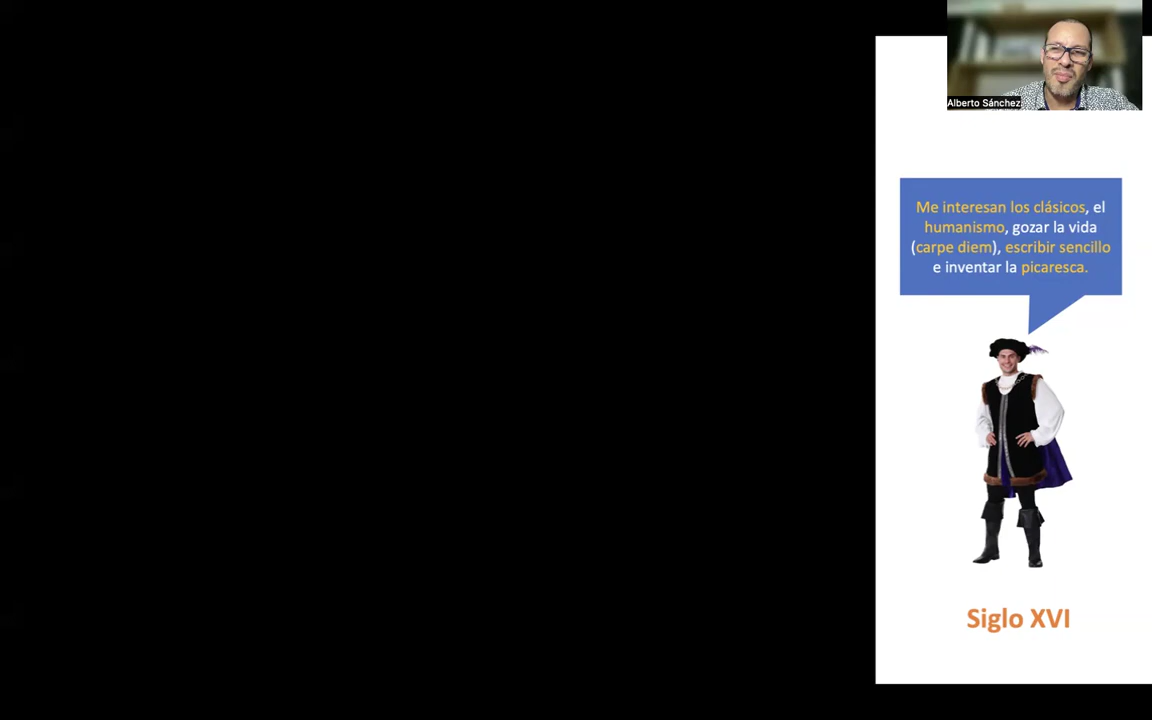 Alberto Sánchez
Me interesan los clásicos, el
humanismo, gozar la vida
(carpe diem), escribir sencillo
e inventar la picaresca.
Siglo XVI